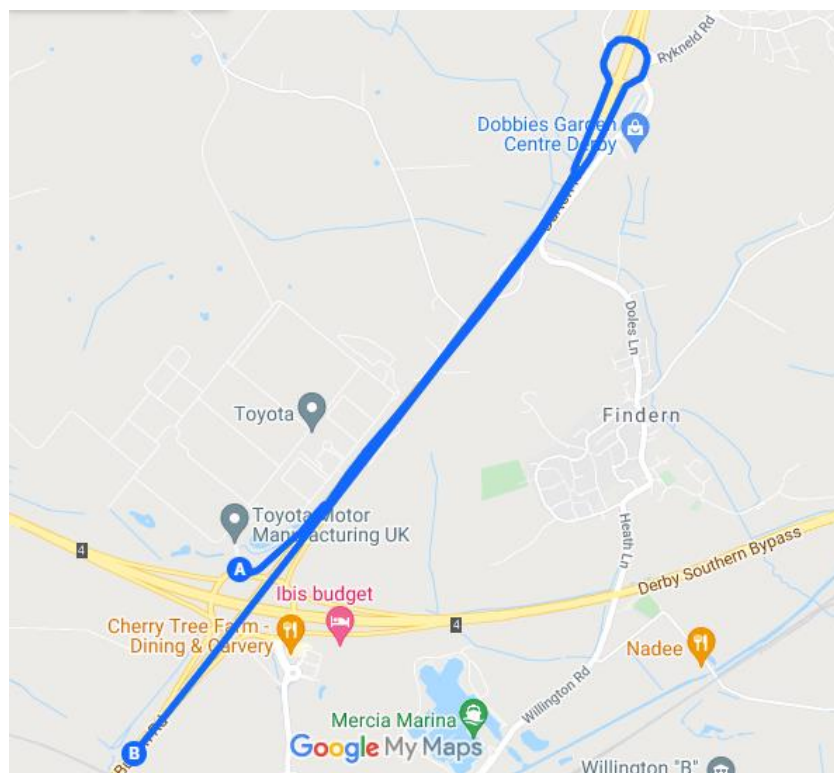 Rykneld Rd
Dobbies Garden
Centre Derby
Doles Ln
Toyota
Findern
Toyota Motor
Manufacturing UK
4
Heath Ln
Derby Southern Bypass
Ibis budget
4
Cherry Tree Farm -
Dining & Carvery
A
Nadee
Willington Rd
Mercia Marina
B
Google My Maps
Willington "B"